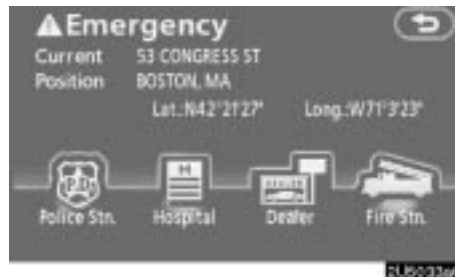 Emergency
Current 53 CONGRESS ST
Position BOSTON, MA
Lat.:N42°21'27" Long.:W71°3'23"
P.D.
H
DEALER
Police Stn. Hospital Dealer Fire Stn.